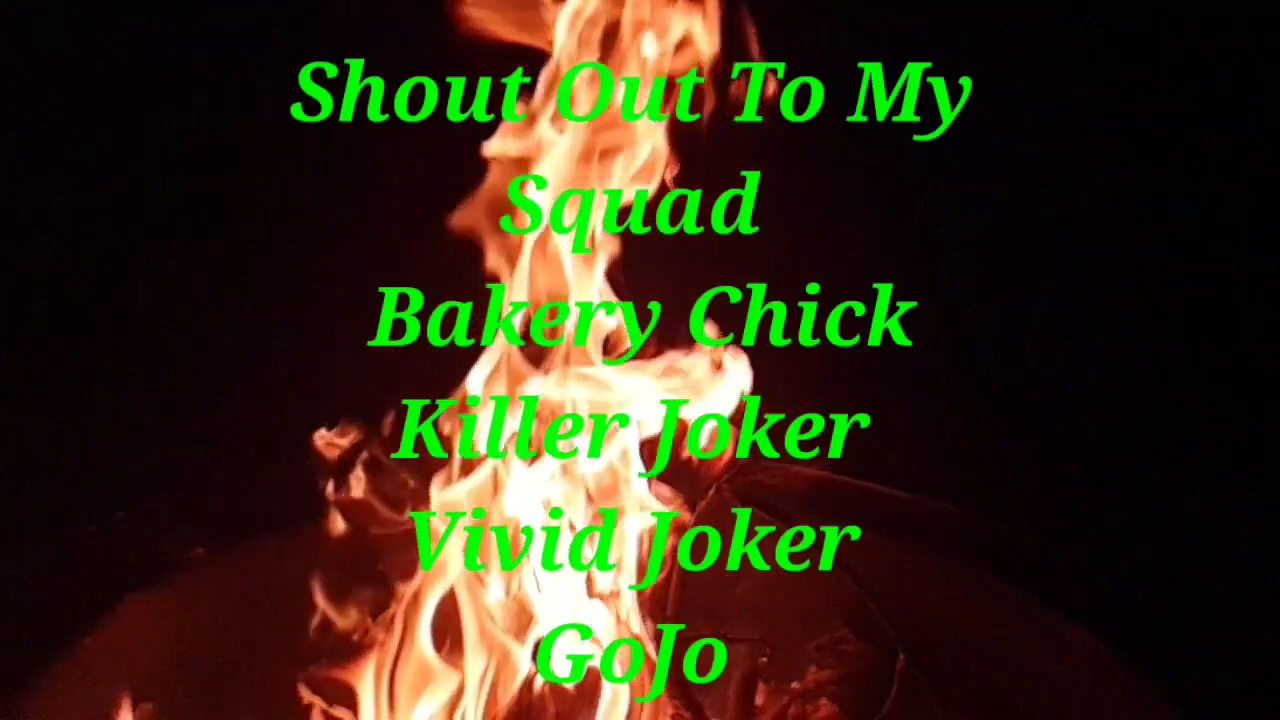 Shout Out To My
Squad
Bakery Chick
Killer Joker
Vivid Joker
GoJo